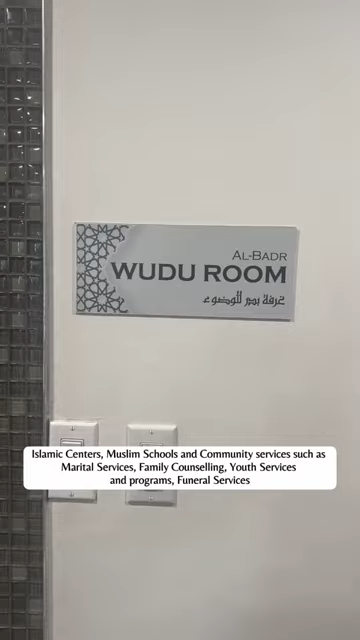 AL-BADR
WUDU ROOM
غرفة بدر للوضوء
Islamic Centers, Muslim Schools and Community services such as
Marital Services, Family Counselling, Youth Services
and programs, Funeral Services